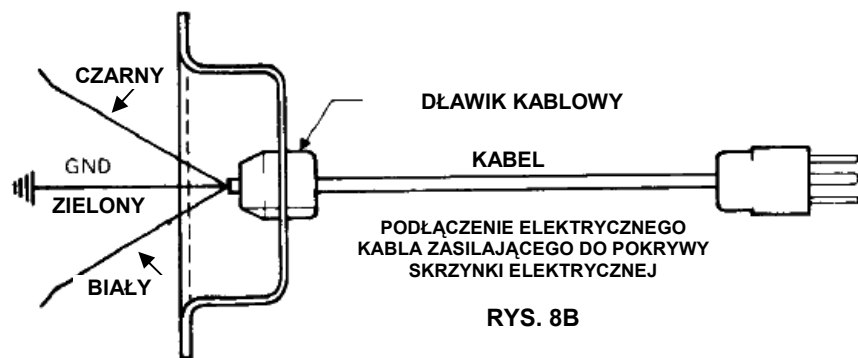 CZARNY
DŁAWIK KABLOWY
GND
KABEL
ZIELONY
PODŁĄCZENIE ELEKTRYCZNEGO
KABLA ZASILAJĄCEGO DO POKRYWY
SKRZYNKI ELEKTRYCZNEJ
BIAŁY
RYS. 8B